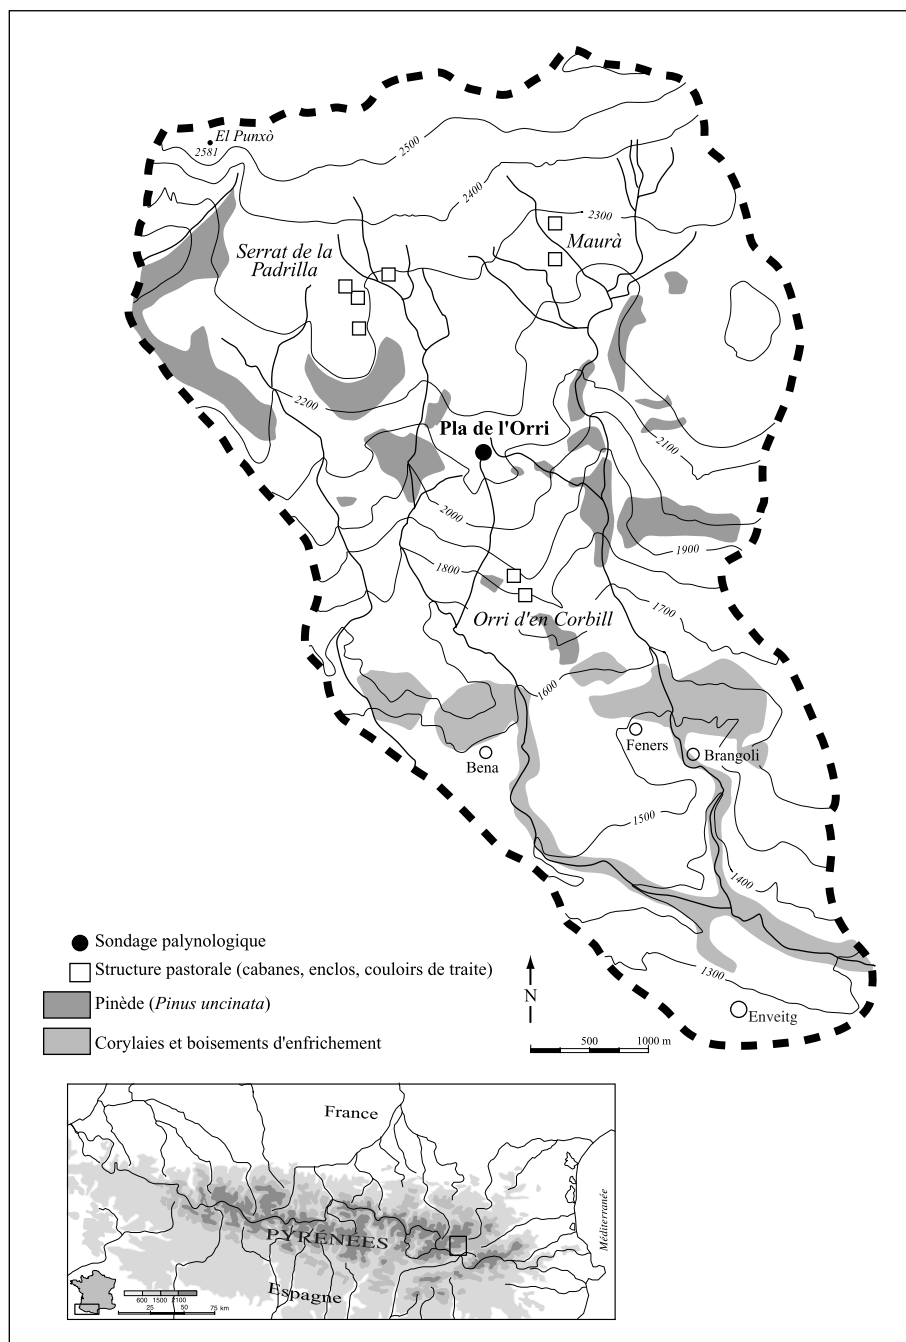 El Punxò
2581
2500
2400
2300
Maurà
Serrat de la
Padrilla
2200
2100
Pla de l'Orri
2000
1900
1800
1700
Orri d'en Corbill
1600
Feners
Brangoli
Bena
1500
1400
1300
Enveitg
Sondage palynologique
Structure pastorale (cabanes, enclos, couloirs de traite)
Pinède (Pinus uncinata)
Corylaies et boisements d'enfrichement
N
500 1000 m
France
PYRÉNÉES
Espagne
Méditerranée
600 1500 2100
25 50 75 km